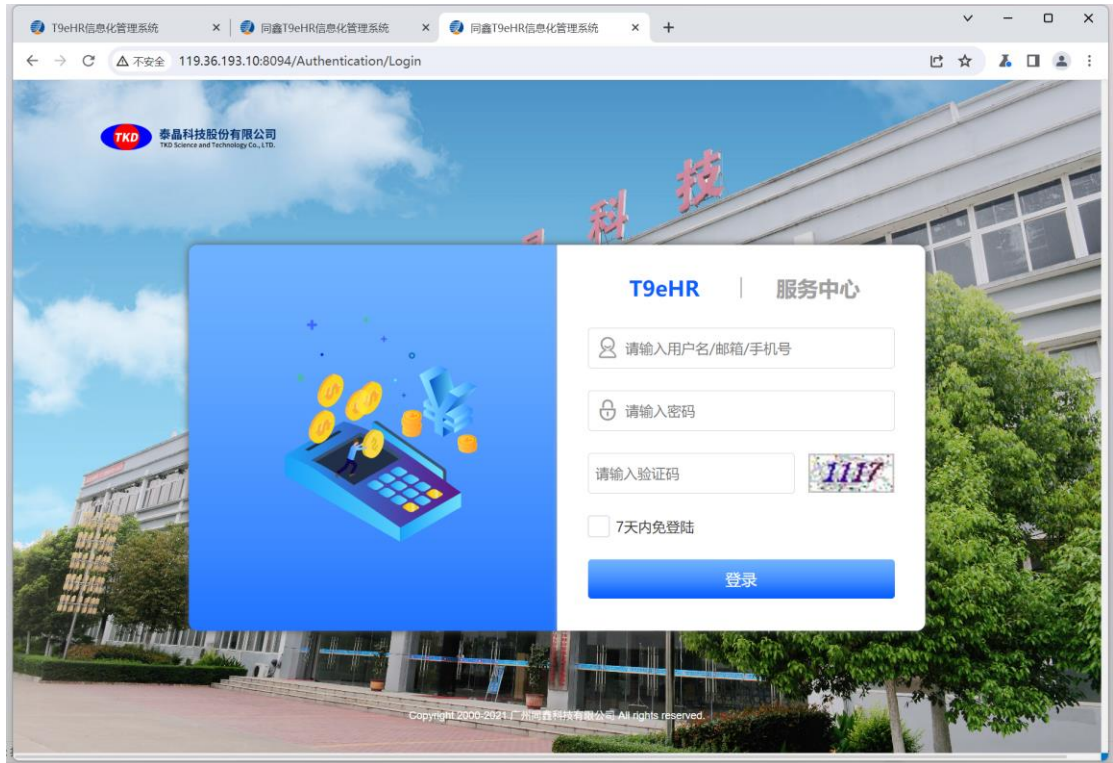 T9eHR信息化管理系统
同鑫T9eHR信息化管理系统
同鑫T9eHR信息化管理系统
不安全
119.36.193.10:8094/Authentication/Login
TKD
泰晶科技股份有限公司
TKD Science and Technology Co., LTD.
科技
T9eHR
服务中心
请输入用户名/邮箱/手机号
请输入密码
请输入验证码
1117
7天内免登陆
登录
Copyright 2000-2021 广州同鑫科技有限公司 All rights reserved.